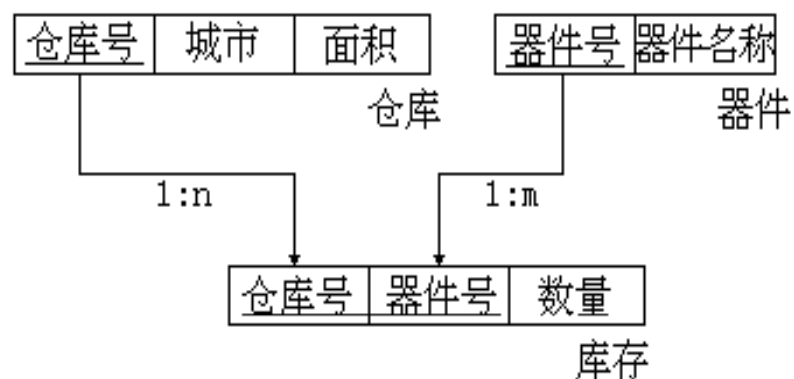 仓库号 城市 面积 器件号 器件名称
仓库 器件
1:n 1:m
仓库号 器件号 数量
库存